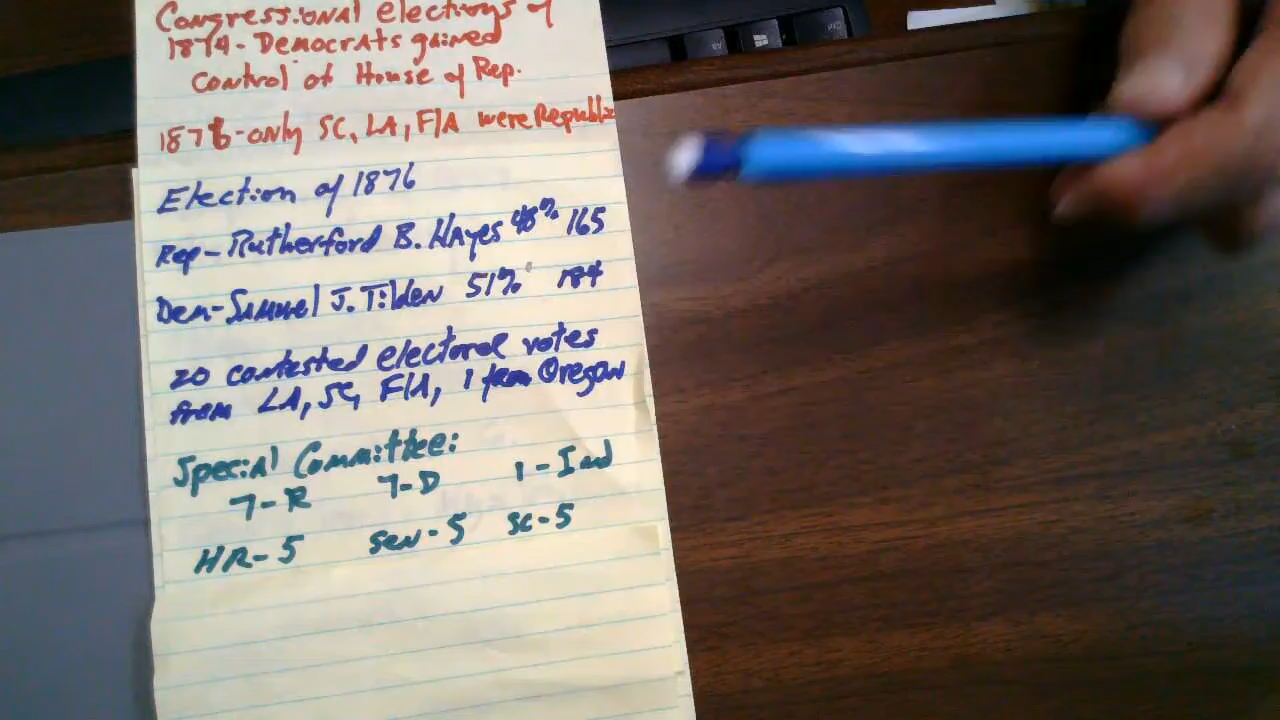 Congressional elections of
1874 - Democrats gained
control of House of Rep.
1876 - only SC, LA, FlA were Republic
Election of 1876
Rep - Rutherford B. Hayes 48% 165
Dem - Samuel J. Tilden 51% 184
20 contested electoral votes
from LA, SC, FlA, 1 from Oregon
Special Committee:
7-R 7-D 1-Ind
HR-5 Sen-5 SC-5